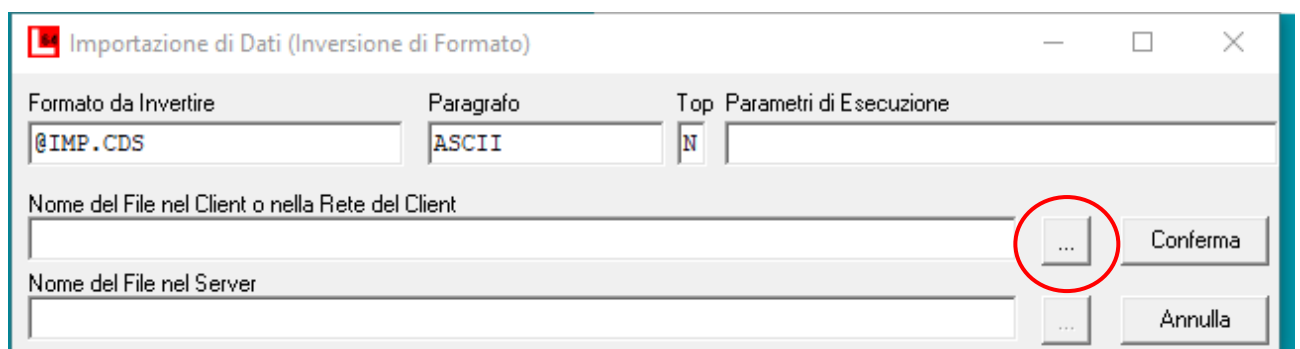 64 Importazione di Dati (Inversione di Formato)
Formato da Invertire Paragrafo Top Parametri di Esecuzione
@IMP.CDS ASCII N
Nome del File nel Client o nella Rete del Client
... Conferma
Nome del File nel Server
... Annulla